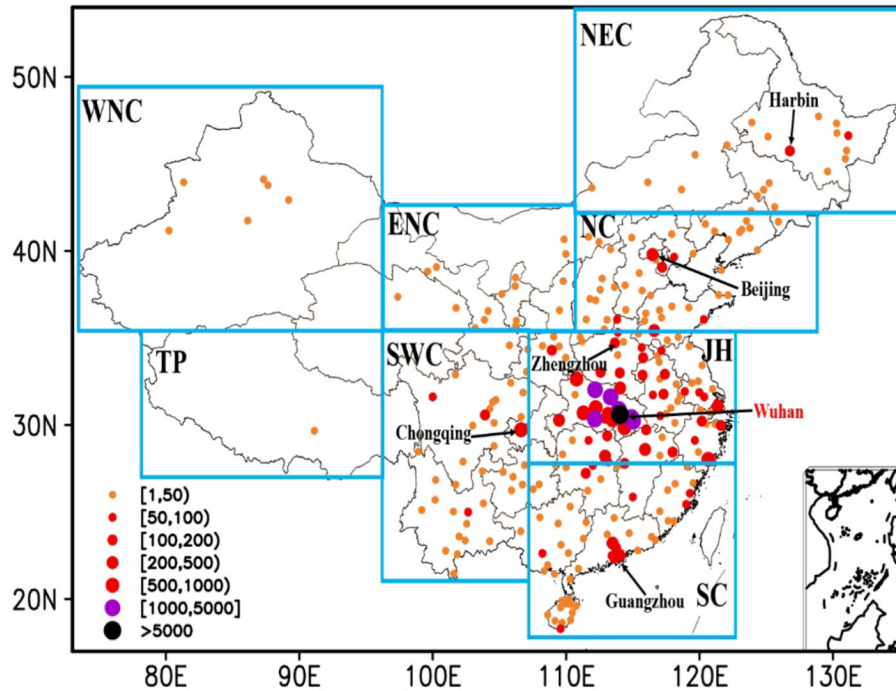 NEC
50N
WNC
Harbin
ENC
NC
40N
Beijing
TP
SWC
Zhengzhou
JH
30N
Chongqing
Wuhan
[1,50)
[50,100)
[100,200)
[200,500)
[500,1000)
[1000,5000]
>5000
20N
Guangzhou
SC
80E 90E 100E 110E 120E 130E